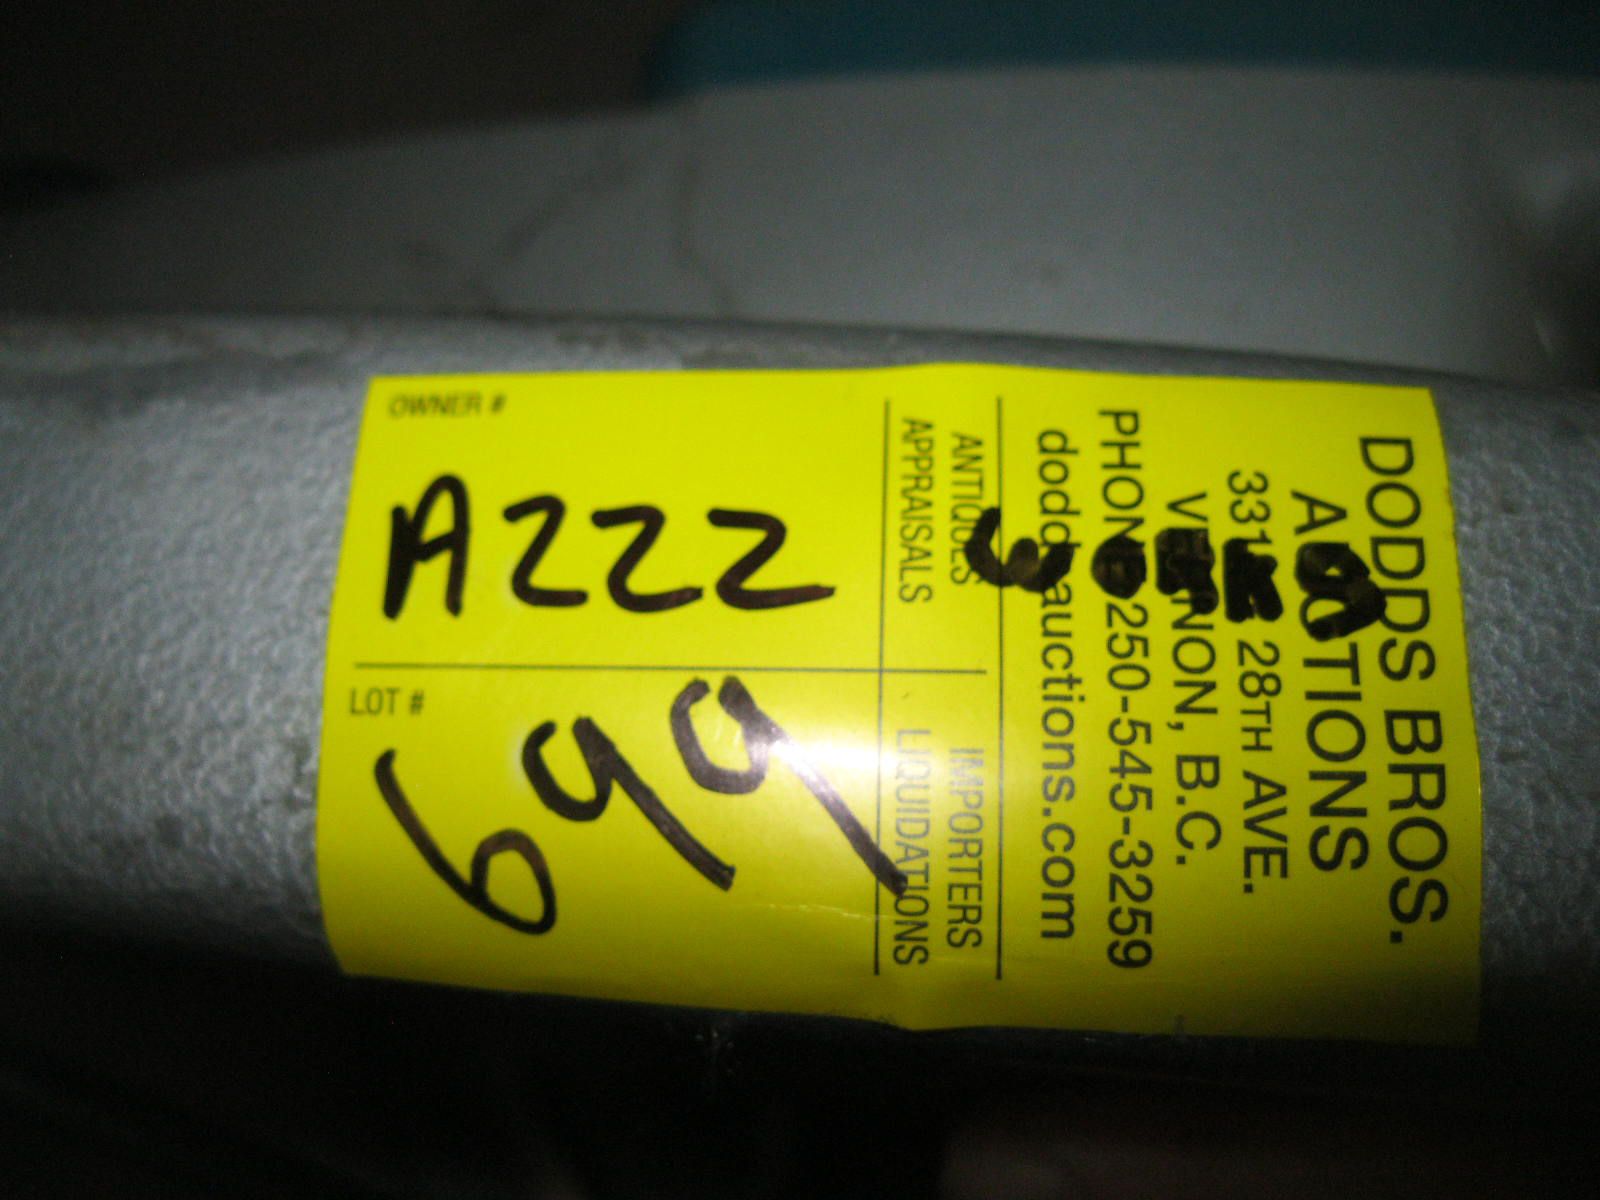 DODDS BROS.
AUCTIONS
28TH AVE.
VERNON, B.C.
PHONE 250-545-3259
doddsauctions.com
ANTIQUES IMPORTERS
APPRAISALS LIQUIDATIONS
OWNER #
A222
LOT #
699